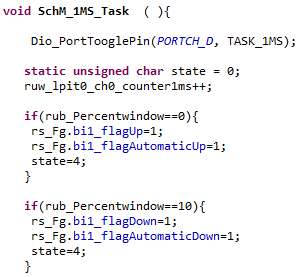 void SchM_1MS_Task ( ){
Dio_PortTooglePin(PORTCH_D, TASK_1MS);
static unsigned char state = 0;
ruw_lpit0_ch0_counter1ms++;
if(rub_Percentwindow==0){
rs_Fg.bi1_flagUp=1;
rs_Fg.bi1_flagAutomaticUp=1;
state=4;
}
if(rub_Percentwindow==10){
rs_Fg.bi1_flagDown=1;
rs_Fg.bi1_flagAutomaticDown=1;
state=4;
}